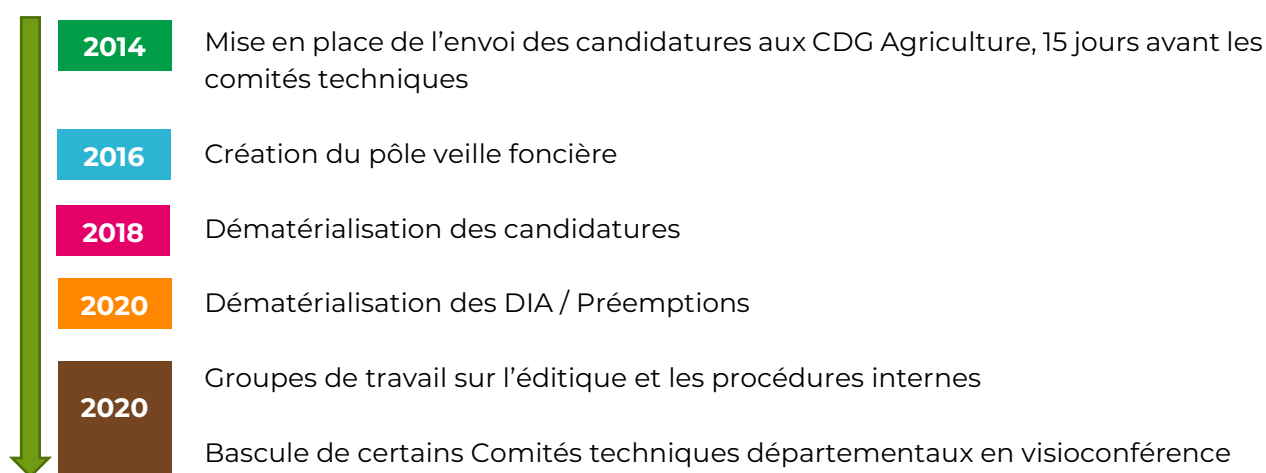 2014
Mise en place de l’envoi des candidatures aux CDG Agriculture, 15 jours avant les
comités techniques
2016
Création du pôle veille foncière
2018
Dématérialisation des candidatures
2020
Dématérialisation des DIA / Préemptions
2020
Groupes de travail sur l’éditique et les procédures internes
Bascule de certains Comités techniques départementaux en visioconférence